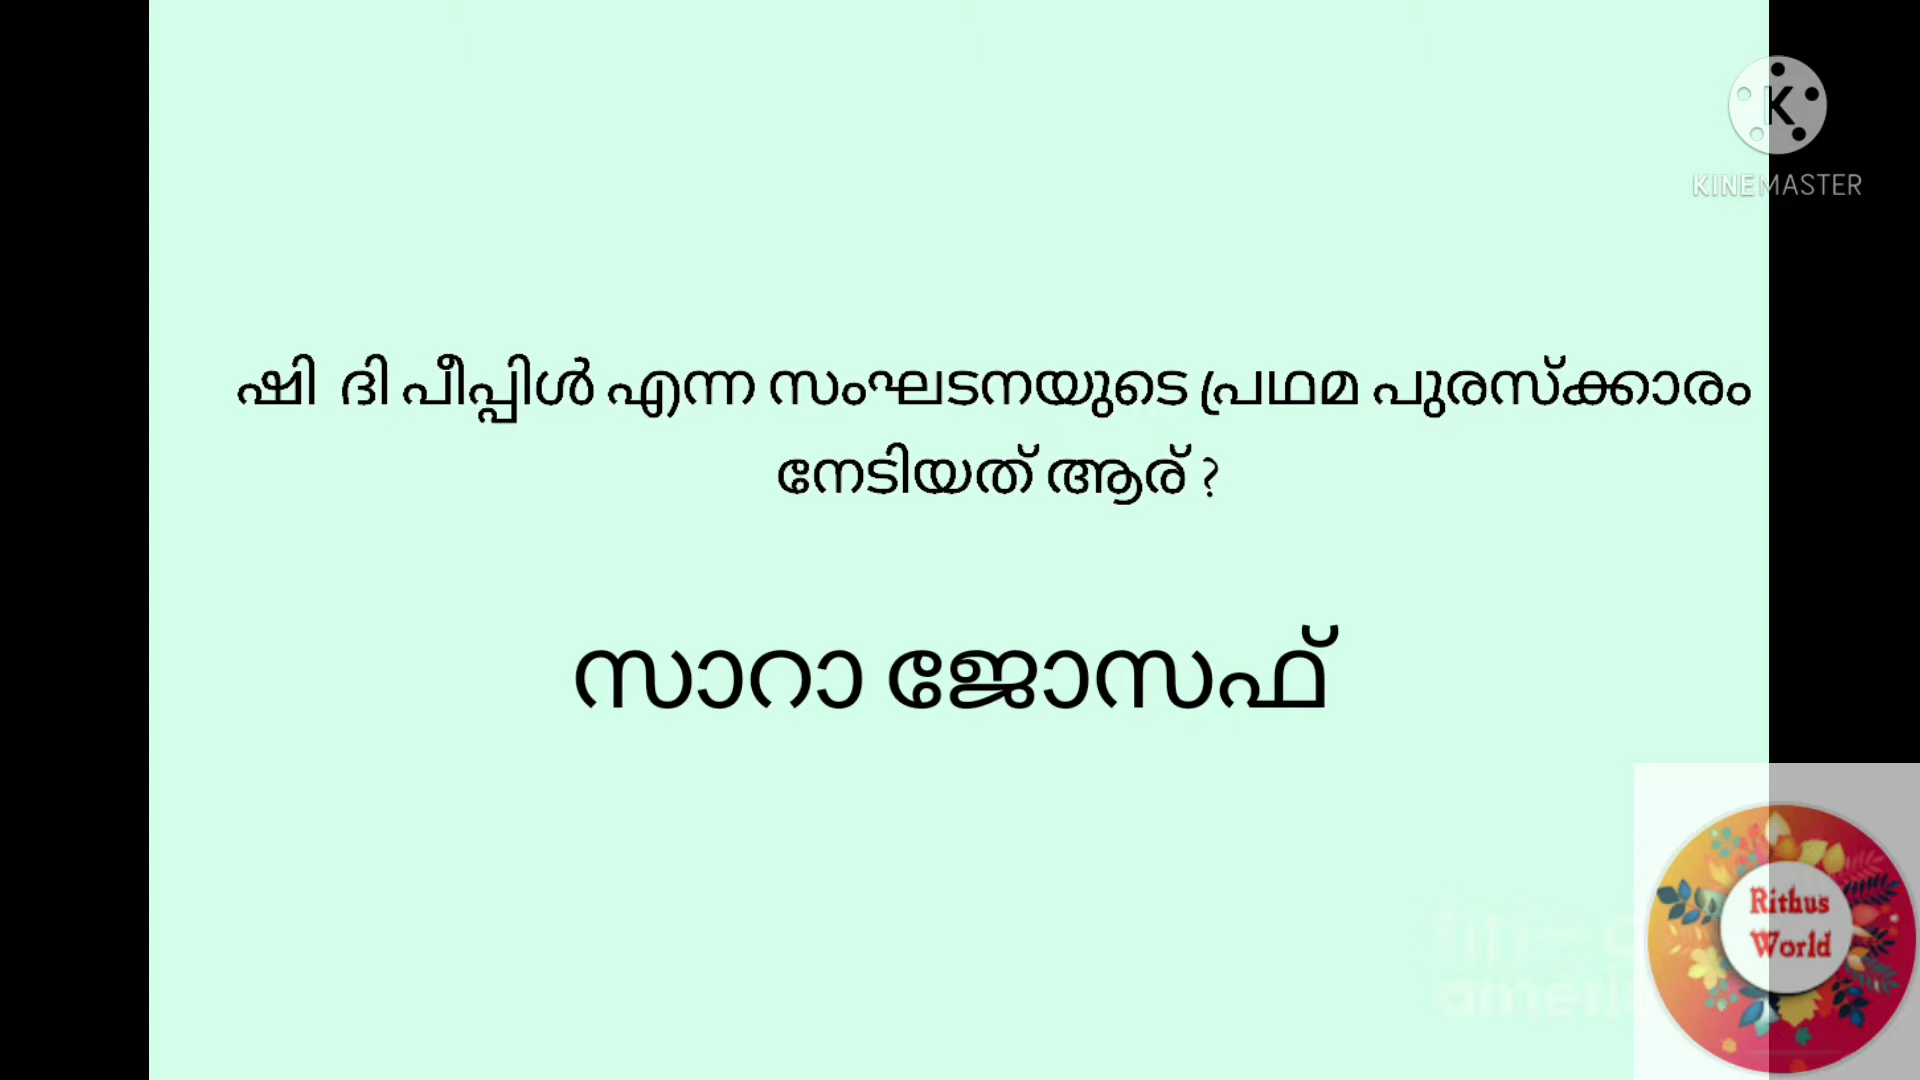 ഷി ദി പീപ്പിൾ എന്ന സംഘടനയുടെ പ്രഥമ പുരസ്ക്കാരം
നേടിയത് ആര് ?
സാറാ ജോസഫ്
K
KINEMASTER
Rithus
World